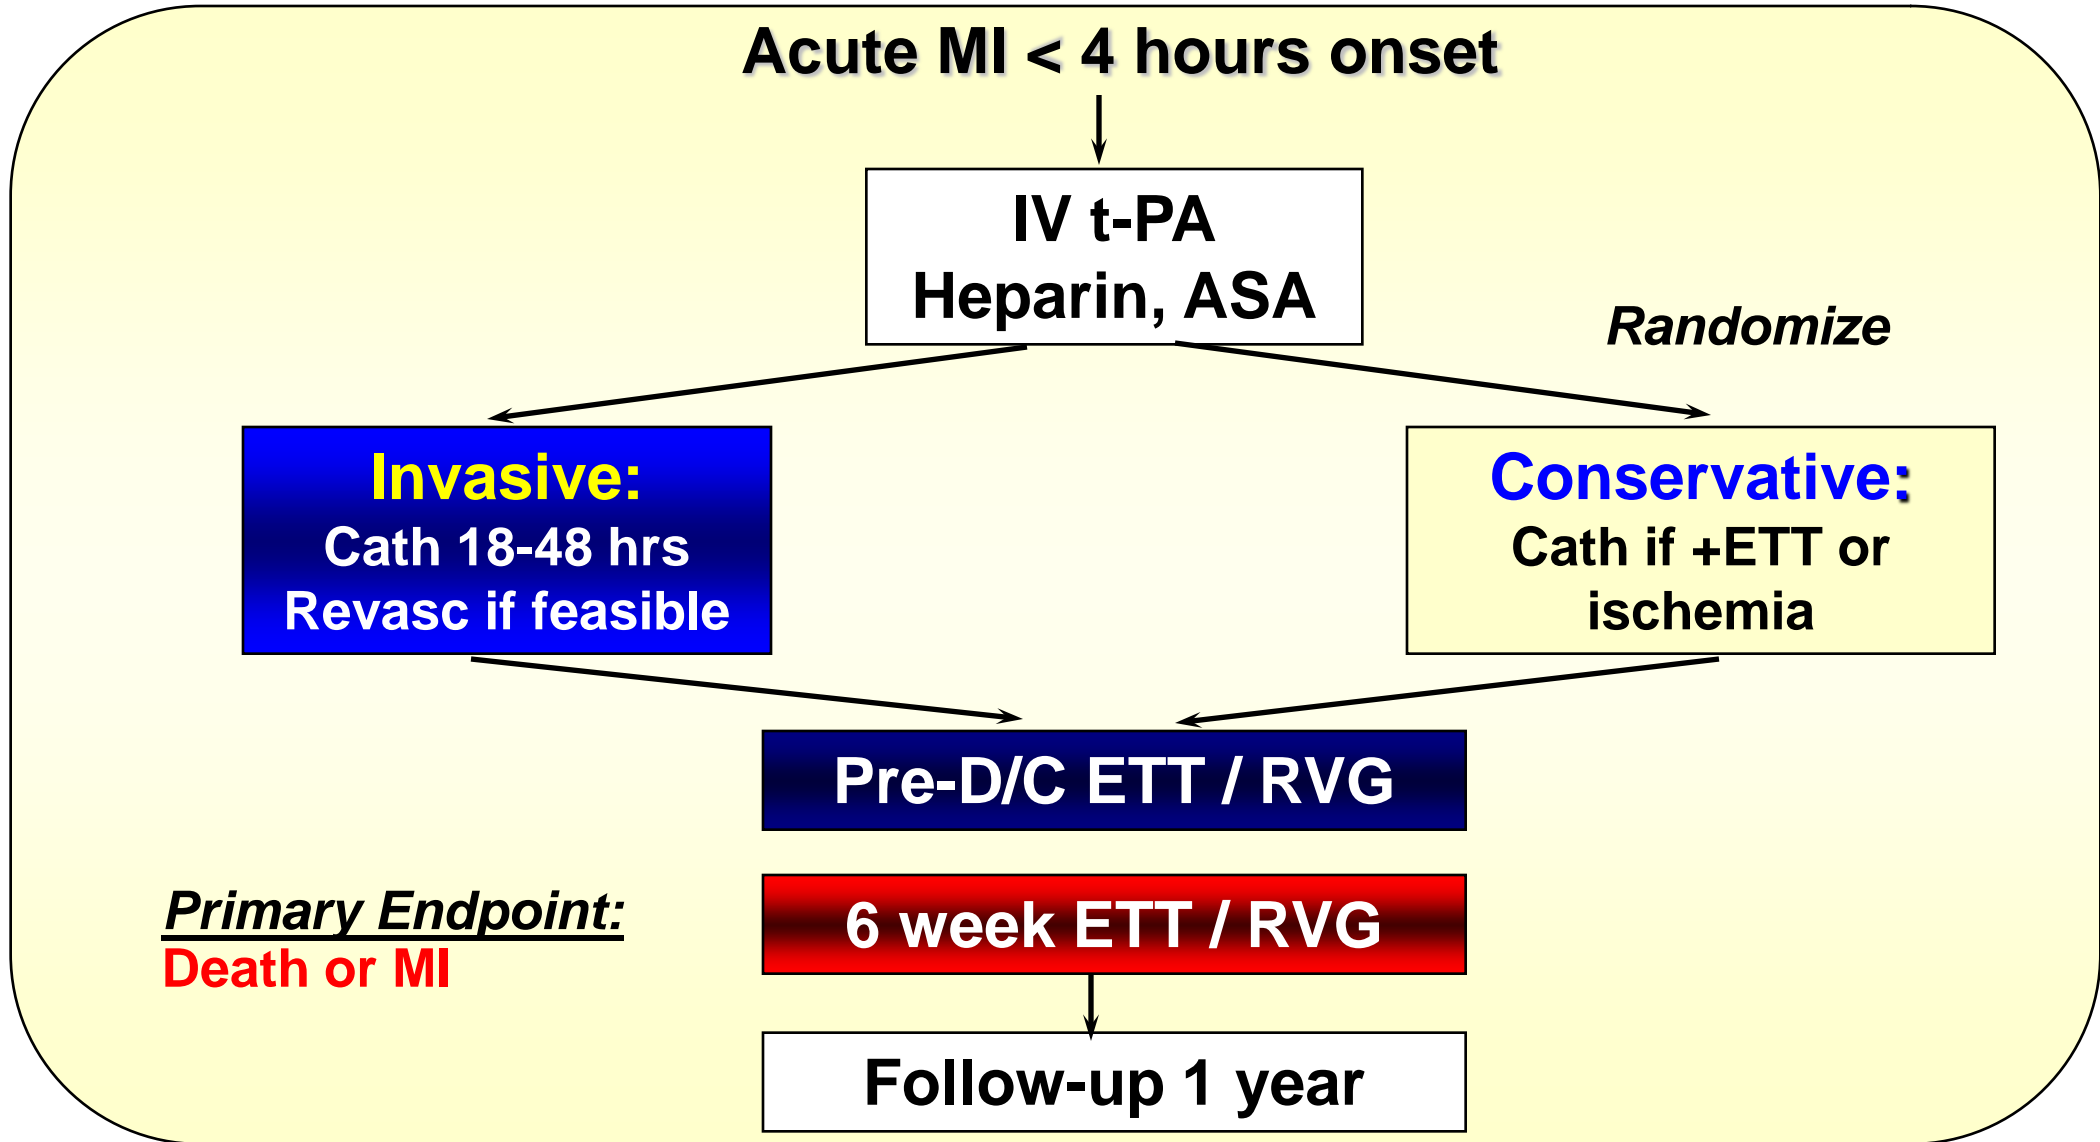 Acute MI < 4 hours onset
IV t-PA
Heparin, ASA
Randomize
Invasive:
Cath 18-48 hrs
Revasc if feasible
Conservative:
Cath if +ETT or
ischemia
Pre-D/C ETT / RVG
Primary Endpoint:
Death or MI
6 week ETT / RVG
Follow-up 1 year